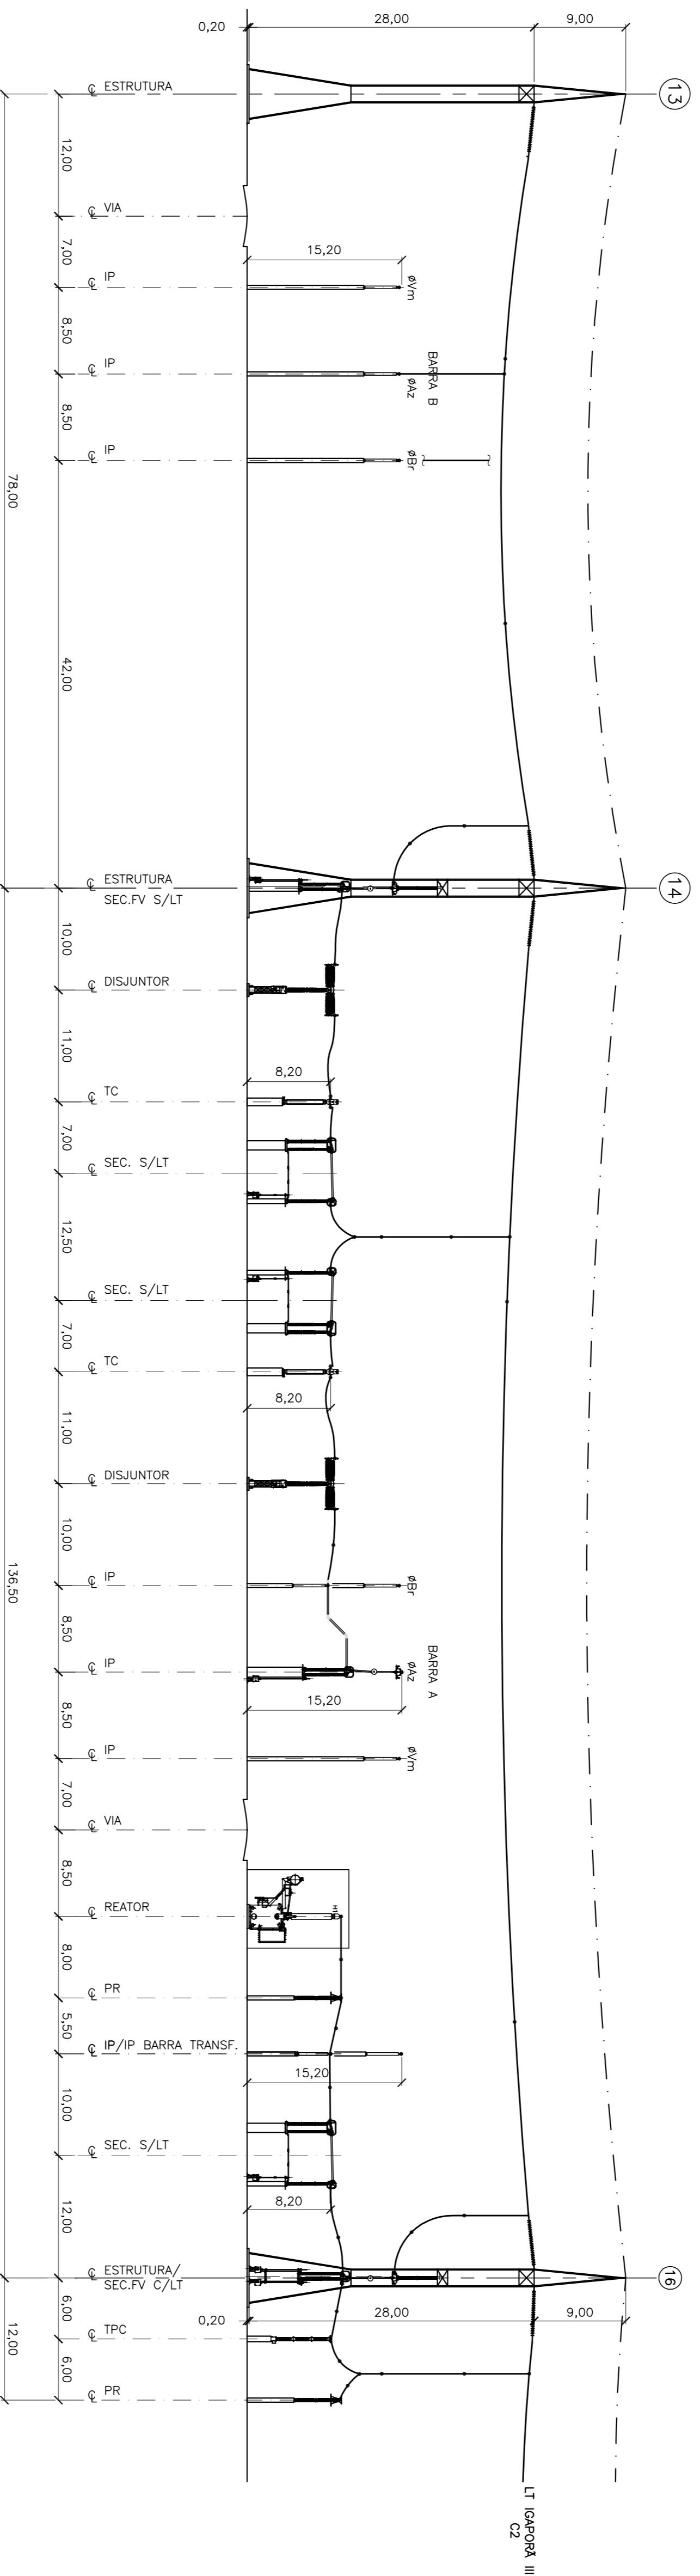 0,20
28,00
9,00
13
℄ ESTRUTURA
12,00
℄ VIA
7,00
℄ IP
15,20
øVm
8,50
℄ IP
BARRA B
øAz
8,50
℄ IP
øBr
78,00
42,00
14
℄ ESTRUTURA
SEC.FV S/LT
10,00
℄ DISJUNTOR
11,00
8,20
℄ TC
7,00
℄ SEC. S/LT
12,50
℄ SEC. S/LT
7,00
℄ TC
8,20
11,00
℄ DISJUNTOR
10,00
136,50
℄ IP
øBr
8,50
℄ IP
BARRA A
øAz
15,20
8,50
℄ IP
øVm
7,00
℄ VIA
8,50
℄ REATOR
H1
8,00
℄ PR
5,50
℄ IP/IP BARRA TRANSF.
15,20
10,00
℄ SEC. S/LT
8,20
12,00
16
℄ ESTRUTURA/
SEC.FV C/LT
0,20
28,00
9,00
6,00
12,00
℄ TPC
6,00
℄ PR
LT IGAPORÃ III
C2